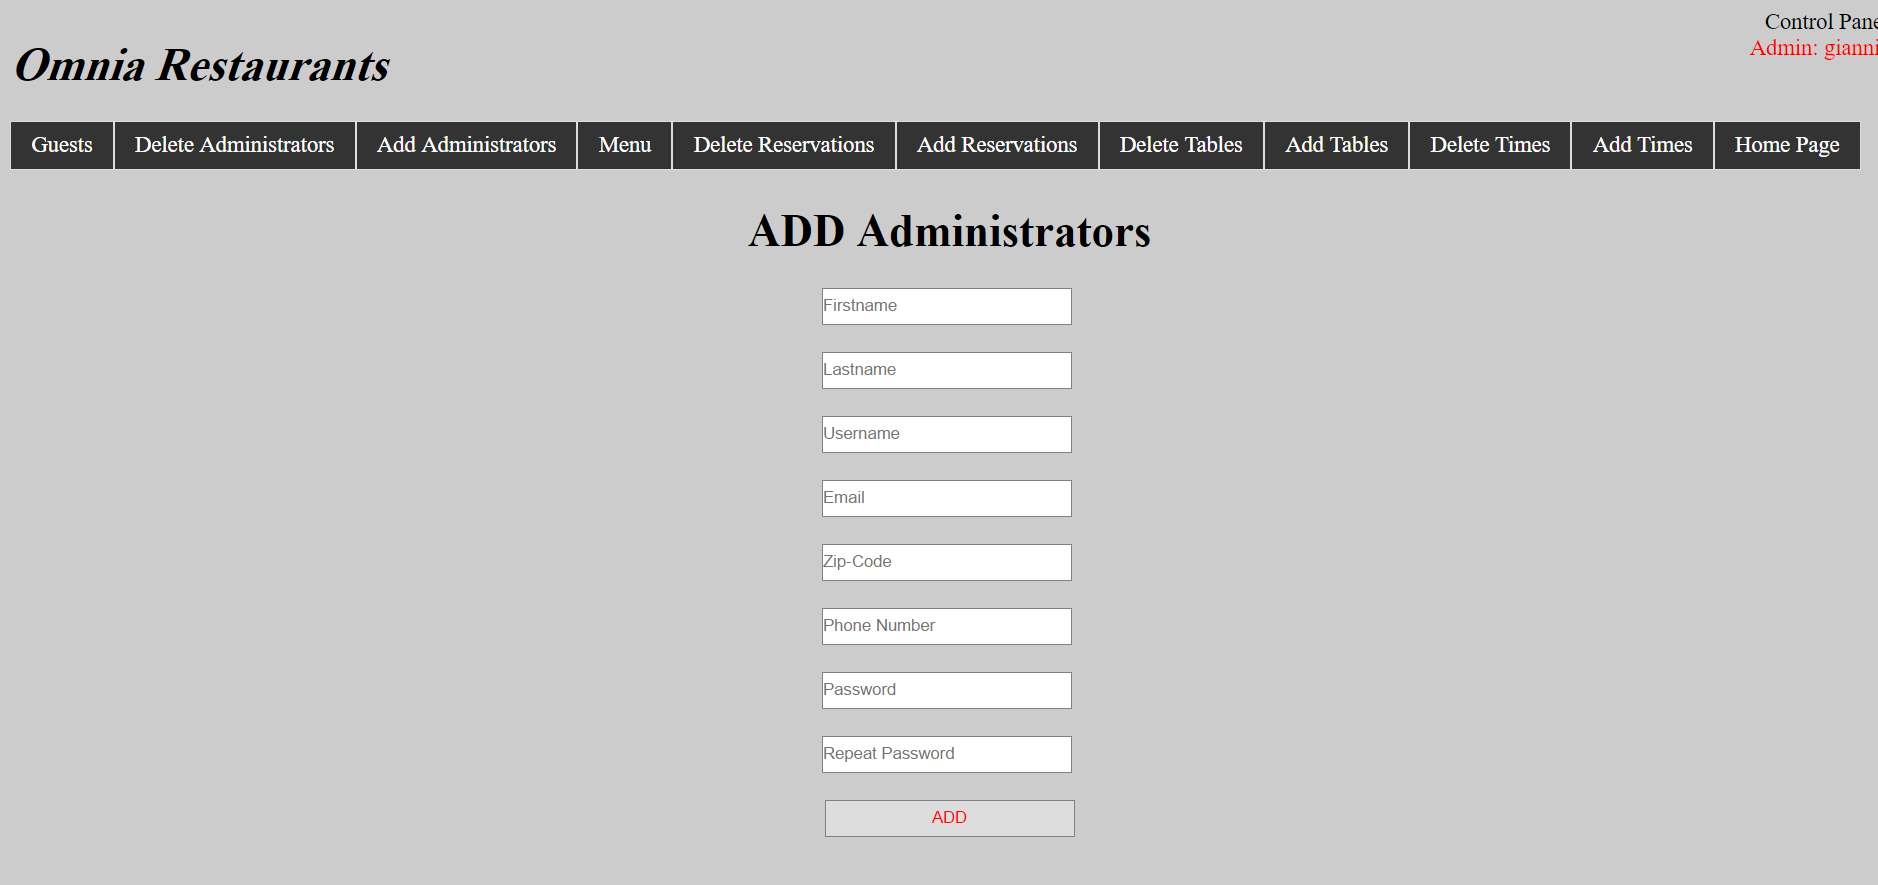 Control Pane
Admin: gianni
Omnia Restaurants
Guests Delete Administrators Add Administrators Menu Delete Reservations Add Reservations Delete Tables Add Tables Delete Times Add Times Home Page
ADD Administrators
Firstname
Lastname
Username
Email
Zip-Code
Phone Number
Password
Repeat Password
ADD